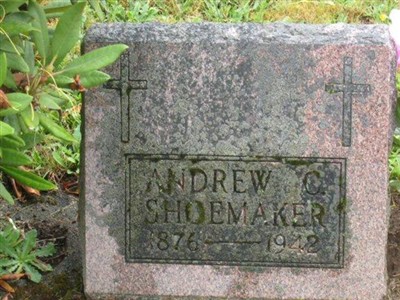 ANDREW C.
SHOEMAKER
1876 — 1942